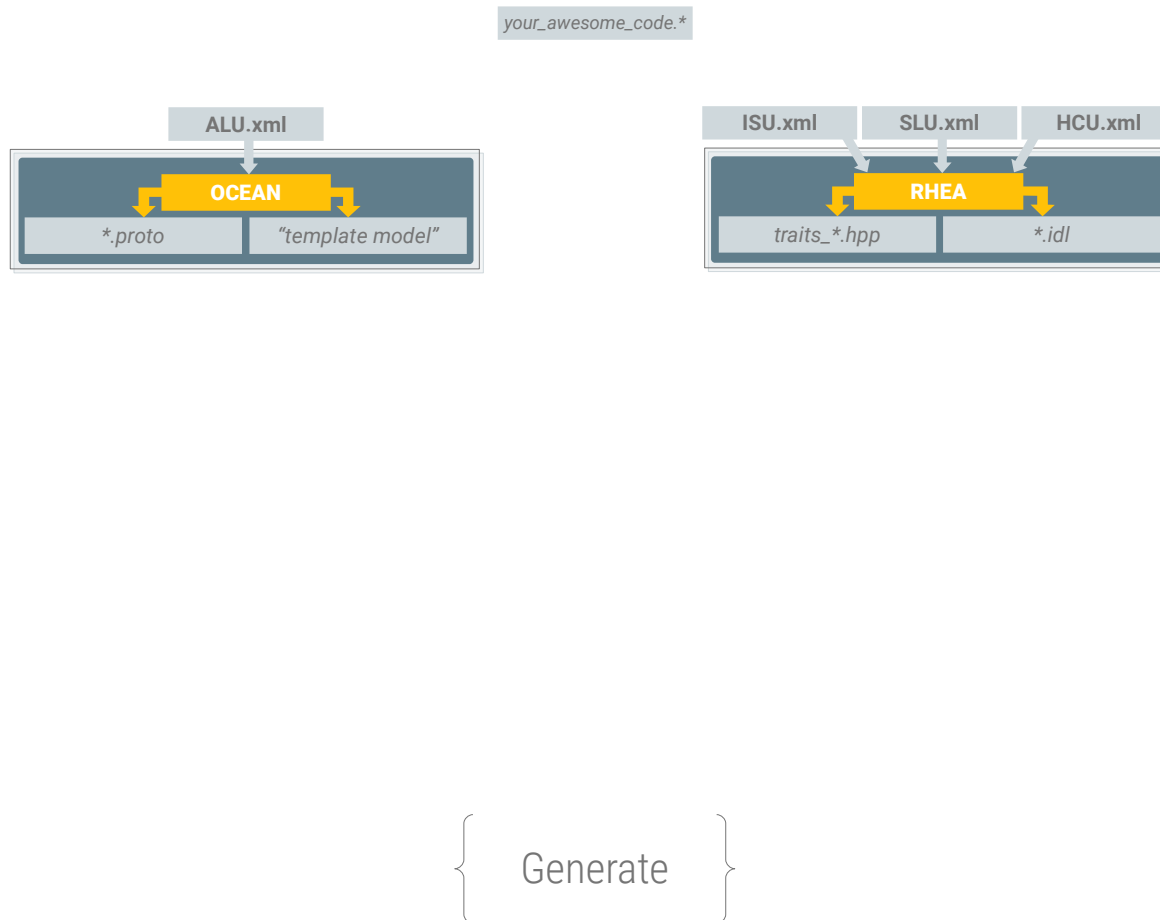 your_awesome_code.*
ALU.xml
OCEAN
*.proto
“template model”
ISU.xml
SLU.xml
HCU.xml
RHEA
traits_*.hpp
*.idl
Generate